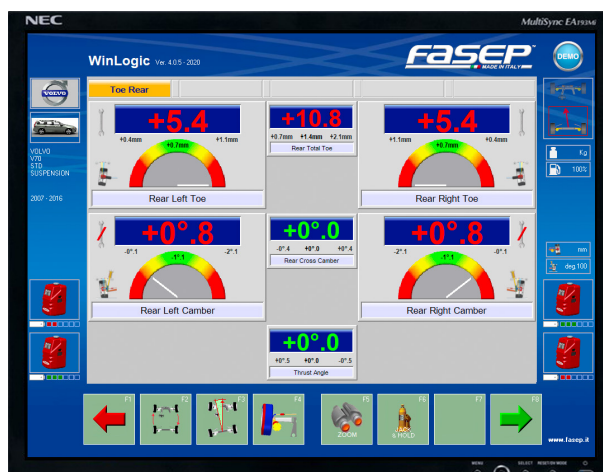 NEC
MultiSync EA193Mi
WinLogic Ver. 4.0.5 - 2020
FASEP
MADE IN ITALY
DEMO
VOLVO
Toe Rear
+5.4
+0.4mm +0.7mm +1.1mm
Rear Left Toe
+10.8
+0.7mm +1.4mm +2.1mm
Rear Total Toe
+5.4
+1.1mm +0.7mm +0.4mm
Rear Right Toe
VOLVO
V70
STD
SUSPENSION
2007 - 2016
Kg
100%
mm
deg.100
+0°.8
-0°.1 -1°.1 -2°.1
Rear Left Camber
+0°.0
-0°.4 +0°.0 +0°.4
Rear Cross Camber
+0°.8
-2°.1 -1°.1 -0°.1
Rear Right Camber
+0°.0
+0°.5 +0°.0 -0°.5
Thrust Angle
F1 F2 F3 F4 F5 F6 F7 F8
ZOOM
JACK
& HOLD
www.fasep.it
MENU SELECT RESET/DV MODE